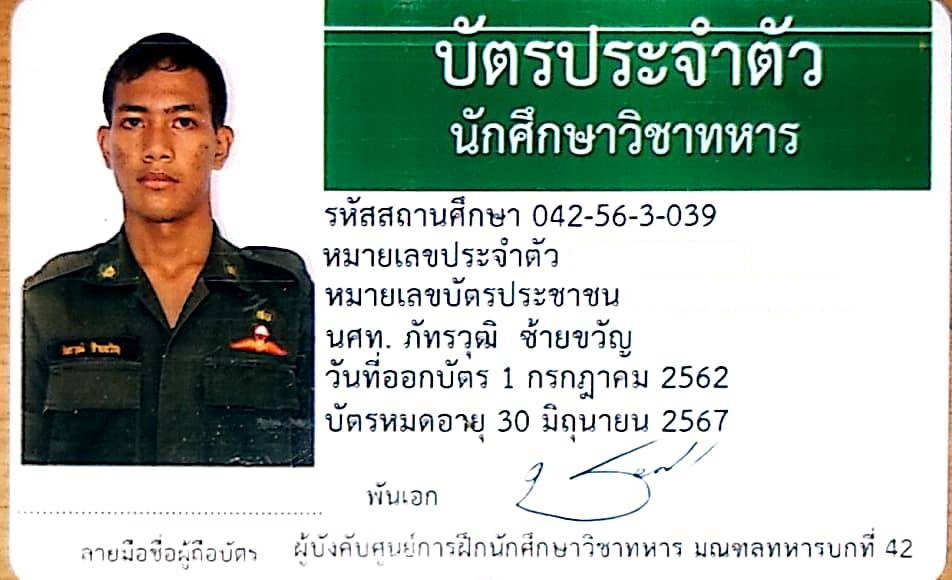 บัตรประจำตัว
นักศึกษาวิชาทหาร
รหัสสถานศึกษา 042-56-3-039
หมายเลขประจำตัว
หมายเลขบัตรประชาชน
นศท. ภัทรวุฒิ ซ้ายขวัญ
วันที่ออกบัตร 1 กรกฎาคม 2562
บัตรหมดอายุ 30 มิถุนายน 2567
พันเอก
ลายมือชื่อผู้ถือบัตร ผู้บังคับศูนย์การฝึกนักศึกษาวิชาทหาร มณฑลทหารบกที่ 42